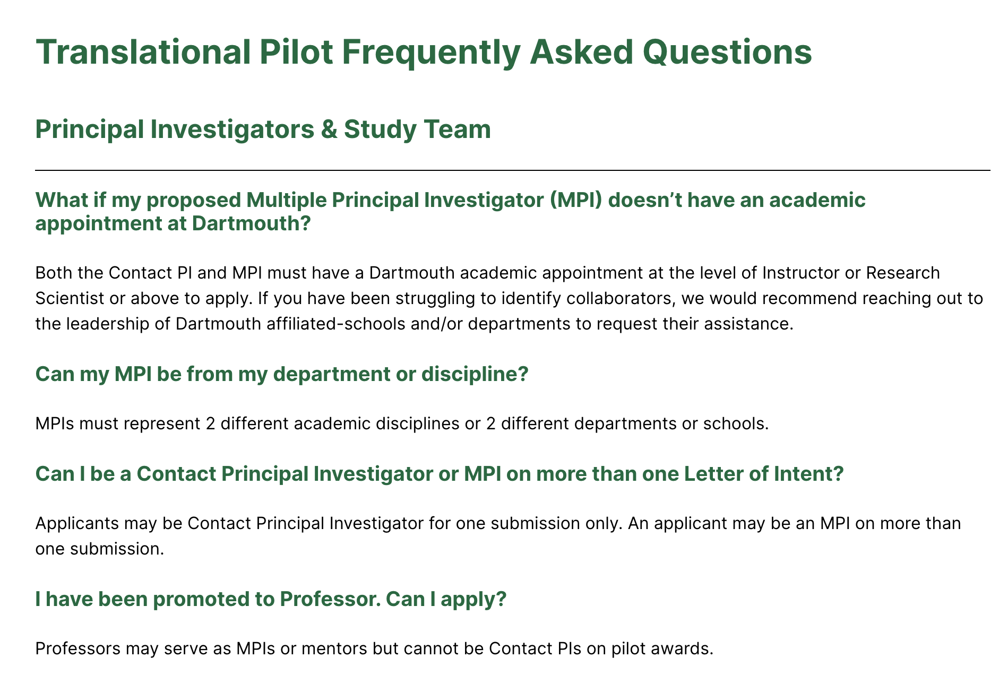 Translational Pilot Frequently Asked Questions
Principal Investigators & Study Team
What if my proposed Multiple Principal Investigator (MPI) doesn’t have an academic
appointment at Dartmouth?
Both the Contact PI and MPI must have a Dartmouth academic appointment at the level of Instructor or Research
Scientist or above to apply. If you have been struggling to identify collaborators, we would recommend reaching out to
the leadership of Dartmouth affiliated-schools and/or departments to request their assistance.
Can my MPI be from my department or discipline?
MPIs must represent 2 different academic disciplines or 2 different departments or schools.
Can I be a Contact Principal Investigator or MPI on more than one Letter of Intent?
Applicants may be Contact Principal Investigator for one submission only. An applicant may be an MPI on more than
one submission.
I have been promoted to Professor. Can I apply?
Professors may serve as MPIs or mentors but cannot be Contact PIs on pilot awards.